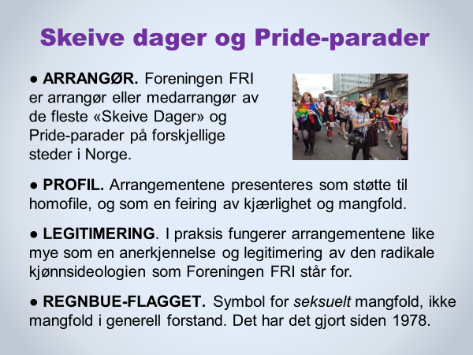 Skeive dager og Pride-parader
● ARRANGØR. Foreningen FRI
er arrangør eller medarrangør av
de fleste «Skeive Dager» og
Pride-parader på forskjellige
steder i Norge.
● PROFIL. Arrangementene presenteres som støtte til
homofile, og som en feiring av kjærlighet og mangfold.
● LEGITIMERING. I praksis fungerer arrangementene like
mye som en anerkjennelse og legitimering av den radikale
kjønnsideologien som Foreningen FRI står for.
● REGNBUE-FLAGGET. Symbol for seksuelt mangfold, ikke
mangfold i generell forstand. Det har det gjort siden 1978.